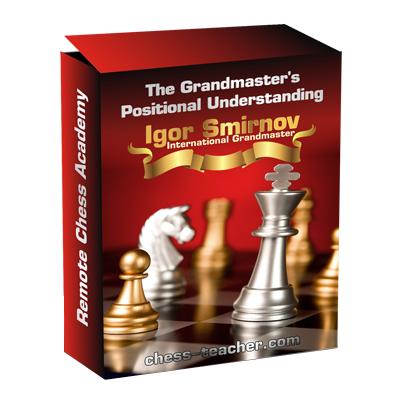 The Grandmaster's
Positional Understanding
Igor Smirnov
International Grandmaster
Remote Chess Academy
chess-teacher.com